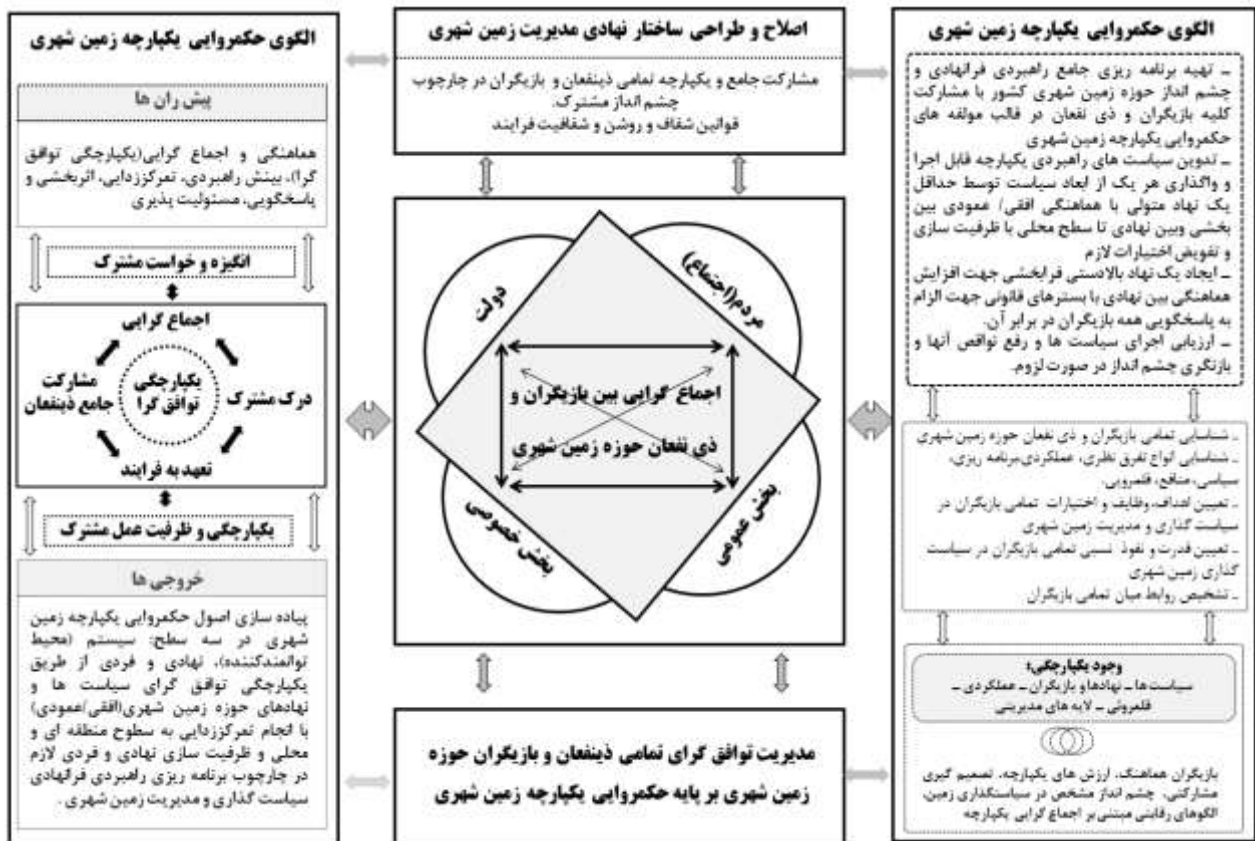 الگوی حکمروایی یکپارچه زمین شهری
ـ تهیه برنامه ریزی جامع راهبردی فرانهادی و
چشم انداز حوزه زمین شهری کشور با مشارکت
کلیه بازیگران و ذی نفعان در قالب مولفه های
حکمروایی یکپارچه زمین شهری
ـ تدوین سیاست های راهبردی یکپارچه قابل اجرا
و واگذاری هر یک از ابعاد سیاست توسط حداقل
یک نهاد متولی با هماهنگی افقی/ عمودی بین
بخشی وبین نهادی تا سطح محلی با ظرفیت سازی
و تفویض اختیارات لازم
ـ ایجاد یک نهاد بالادستی فرابخشی جهت افزایش
هماهنگی بین نهادی با بسترهای قانونی جهت الزام
به پاسخگویی همه بازیگران در برابر آن.
ـ ارزیابی اجرای سیاست ها و رفع نواقص آنها و
بازنگری چشم انداز در صورت لزوم.
ـ شناسایی تمامی بازیگران و ذی نفعان حوزه زمین شهری
ـ شناسایی انواع تفرق نظری، عملکردی،برنامه ریزی،
سیاسی، منافع، قلمرویی.
ـ تعیین اهداف، وظایف و اختیارات تمامی بازیگران در
سیاست گذاری و مدیریت زمین شهری
ـ تعیین قدرت و نفوذ نسبی تمامی بازیگران در سیاست
گذاری زمین شهری
ـ تشخیص روابط میان تمامی بازیگران
وجود یکپارچگی؛
سیاست ها ـ نهادها و بازیگران ـ عملکردی ـ
قلمروئی ـ لایه های مدیریتی
بازیگران هماهنگ، ارزش های یکپارچه، تصمیم گیری
مشارکتی، چشم انداز مشخص در سیاستگذاری زمین،
الگوهای رقابتی مبتنی بر اجماع گرایی یکپارچه
اصلاح و طراحی ساختار نهادی مدیریت زمین شهری
مشارکت جامع و یکپارچه تمامی ذینفعان و بازیگران در چارچوب
چشم انداز مشترک.
قوانین شفاف و روشن و شفافیت فرایند
دولت
مردم(اجتماع)
اجماع گرایی بین بازیگران و
ذی نفعان حوزه زمین شهری
بخش خصوصی
بخش عمومی
مدیریت توافق گرای تمامی ذینفعان و بازیگران حوزه
زمین شهری بر پایه حکمروایی یکپارچه زمین شهری
الگوی حکمروایی یکپارچه زمین شهری
پیش ران ها
هماهنگی و اجماع گرایی(یکپارچگی توافق
گرا)، بینش راهبردی، تمرکززدایی، اثربخشی و
پاسخگویی، مسئولیت پذیری
انگیزه و خواست مشترک
اجماع گرایی
درک مشترک
یکپارچگی
توافق گرا
مشارکت
جامع ذینفعان
تعهد به فرایند
یکپارچگی و ظرفیت عمل مشترک
خروجی ها
پیاده سازی اصول حکمروایی یکپارچه زمین
شهری در سه سطح: سیستم (محیط
توانمندکننده)، نهادی و فردی از طریق
یکپارچگی توافق گرای سیاست ها و
نهادهای حوزه زمین شهری(افقی/عمودی)
با انجام تمرکززدایی به سطوح منطقه ای و
محلی و ظرفیت سازی نهادی و فردی لازم
در چارچوب برنامه ریزی راهبردی فرانهادی
سیاست گذاری و مدیریت زمین شهری .